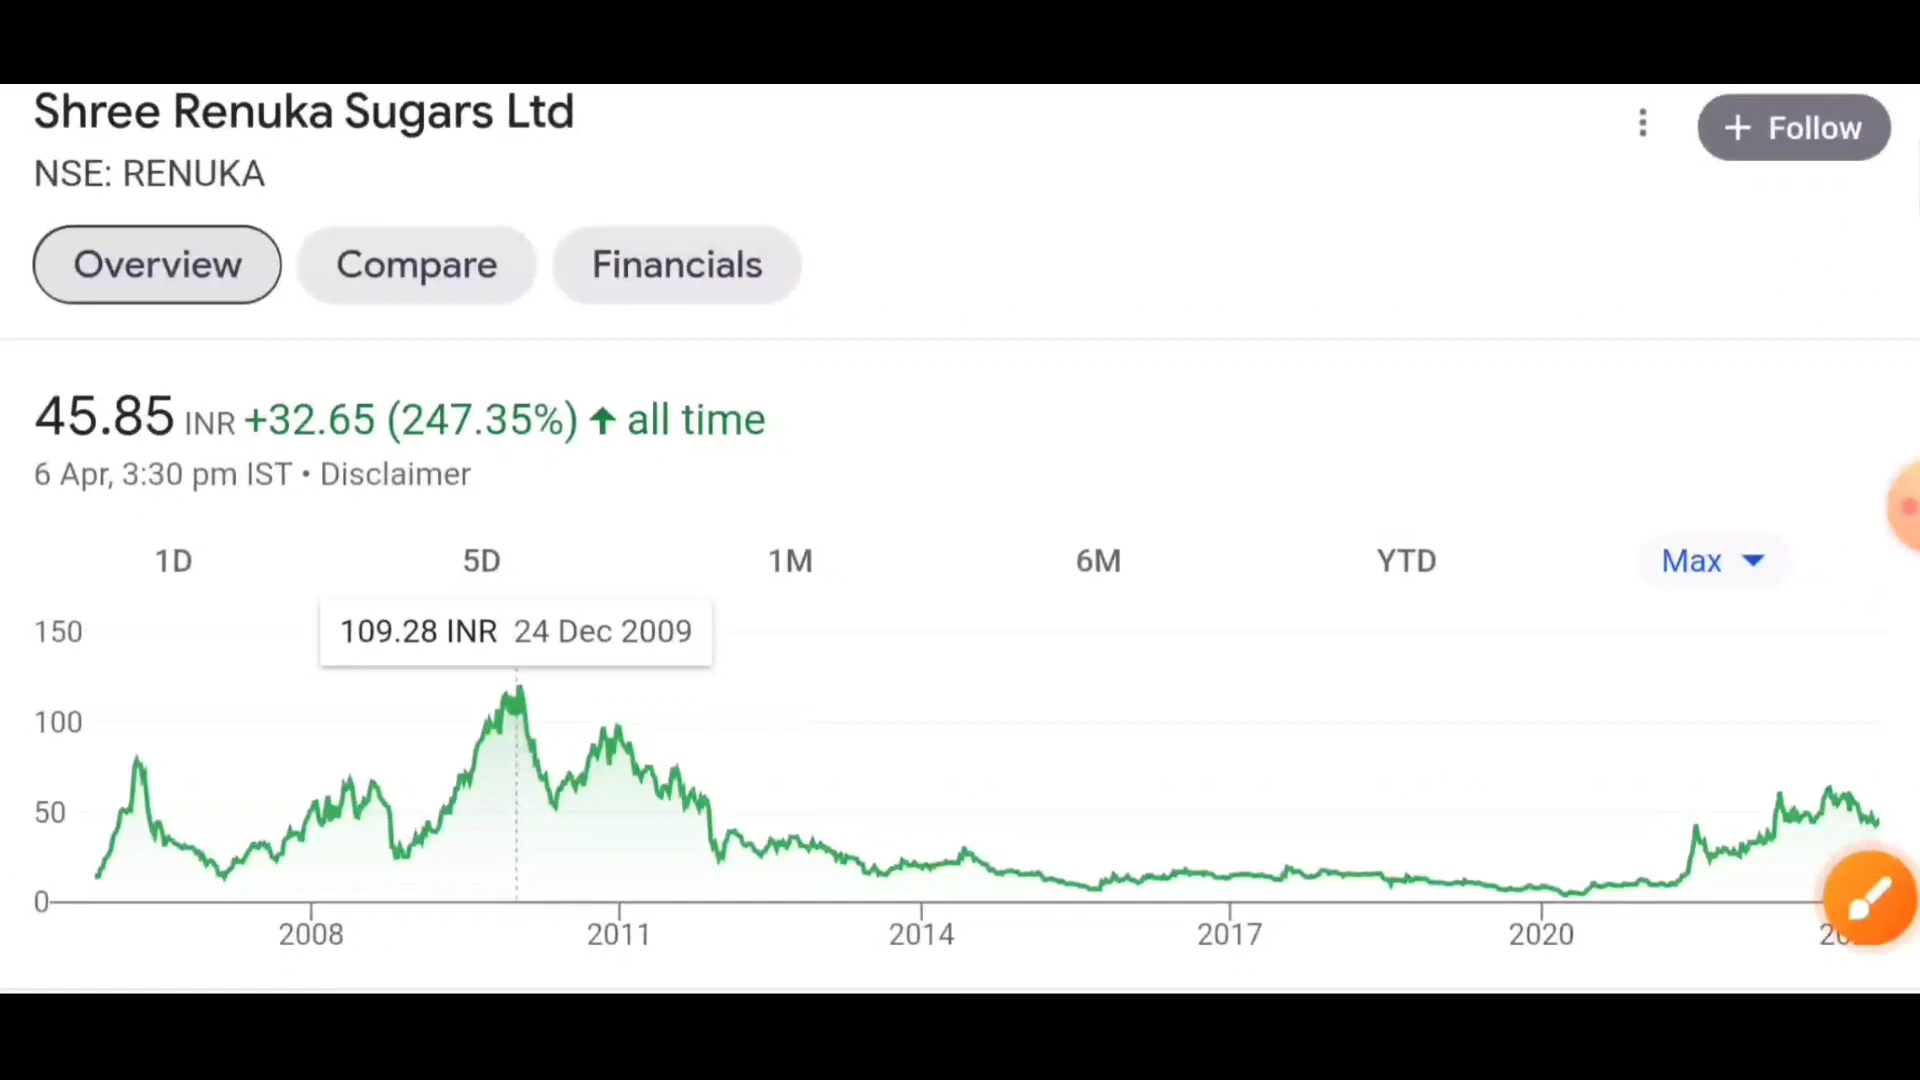 Shree Renuka Sugars Ltd
+ Follow
NSE: RENUKA
Overview
Compare
Financials
45.85 INR +32.65 (247.35%) ↑ all time
6 Apr, 3:30 pm IST • Disclaimer
1D 5D 1M 6M YTD Max
109.28 INR 24 Dec 2009
150
100
50
0
2008 2011 2014 2017 2020